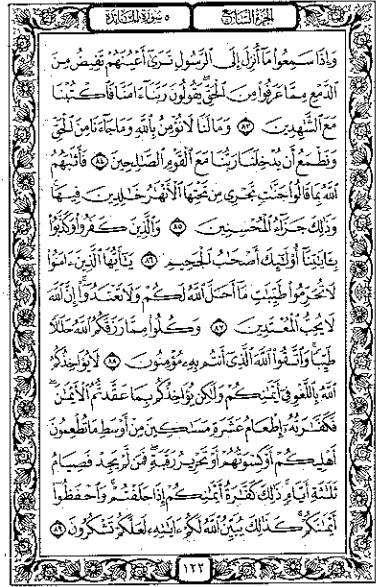 الجزء السابع ٥ سورة المائدة
وَإِذَا سَمِعُوا مَا أُنزِلَ إِلَى الرَّسُولِ تَرَىٰ أَعْيُنَهُمْ تَفِيضُ مِنَ
الدَّمْعِ مِمَّا عَرَفُوا مِنَ الْحَقِّ يَقُولُونَ رَبَّنَا ءَامَنَّا فَاكْتُبْنَا
مَعَ الشَّاهِدِينَ ٨٣ وَمَا لَنَا لَا نُؤْمِنُ بِاللَّهِ وَمَا جَاءَنَا مِنَ الْحَقِّ
وَنَطْمَعُ أَن يُدْخِلَنَا رَبُّنَا مَعَ الْقَوْمِ الصَّالِحِينَ ٨٤ فَأَثَابَهُمُ
اللَّهُ بِمَا قَالُوا جَنَّاتٍ تَجْرِي مِن تَحْتِهَا الْأَنْهَارُ خَالِدِينَ فِيهَا
وَذَٰلِكَ جَزَاءُ الْمُحْسِنِينَ ٨٥ وَالَّذِينَ كَفَرُوا وَكَذَّبُوا
بِـَٔايَاتِنَا أُولَٰئِكَ أَصْحَابُ الْجَحِيمِ ٨٦ يَٰأَيُّهَا الَّذِينَ ءَامَنُوا
لَا تُحَرِّمُوا طَيِّبَاتِ مَا أَحَلَّ اللَّهُ لَكُمْ وَلَا تَعْتَدُوا إِنَّ اللَّهَ
لَا يُحِبُّ الْمُعْتَدِينَ ٨٧ وَكُلُوا مِمَّا رَزَقَكُمُ اللَّهُ حَلَالًا
طَيِّبًا وَاتَّقُوا اللَّهَ الَّذِي أَنتُم بِهِ مُؤْمِنُونَ ٨٨ لَا يُؤَاخِذُكُمُ
اللَّهُ بِاللَّغْوِ فِي أَيْمَانِكُمْ وَلَٰكِن يُؤَاخِذُكُم بِمَا عَقَّدتُّمُ الْأَيْمَانَ
فَكَفَّارَتُهُ إِطْعَامُ عَشَرَةِ مَسَاكِينَ مِنْ أَوْسَطِ مَا تُطْعِمُونَ
أَهْلِيكُمْ أَوْ كِسْوَتُهُمْ أَوْ تَحْرِيرُ رَقَبَةٍ فَمَن لَّمْ يَجِدْ فَصِيَامُ
ثَلَاثَةِ أَيَّامٍ ذَٰلِكَ كَفَّارَةُ أَيْمَانِكُمْ إِذَا حَلَفْتُمْ وَاحْفَظُوا
أَيْمَانَكُمْ كَذَٰلِكَ يُبَيِّنُ اللَّهُ لَكُمْ ءَايَاتِهِ لَعَلَّكُمْ تَشْكُرُونَ ٨٩
١٢٢